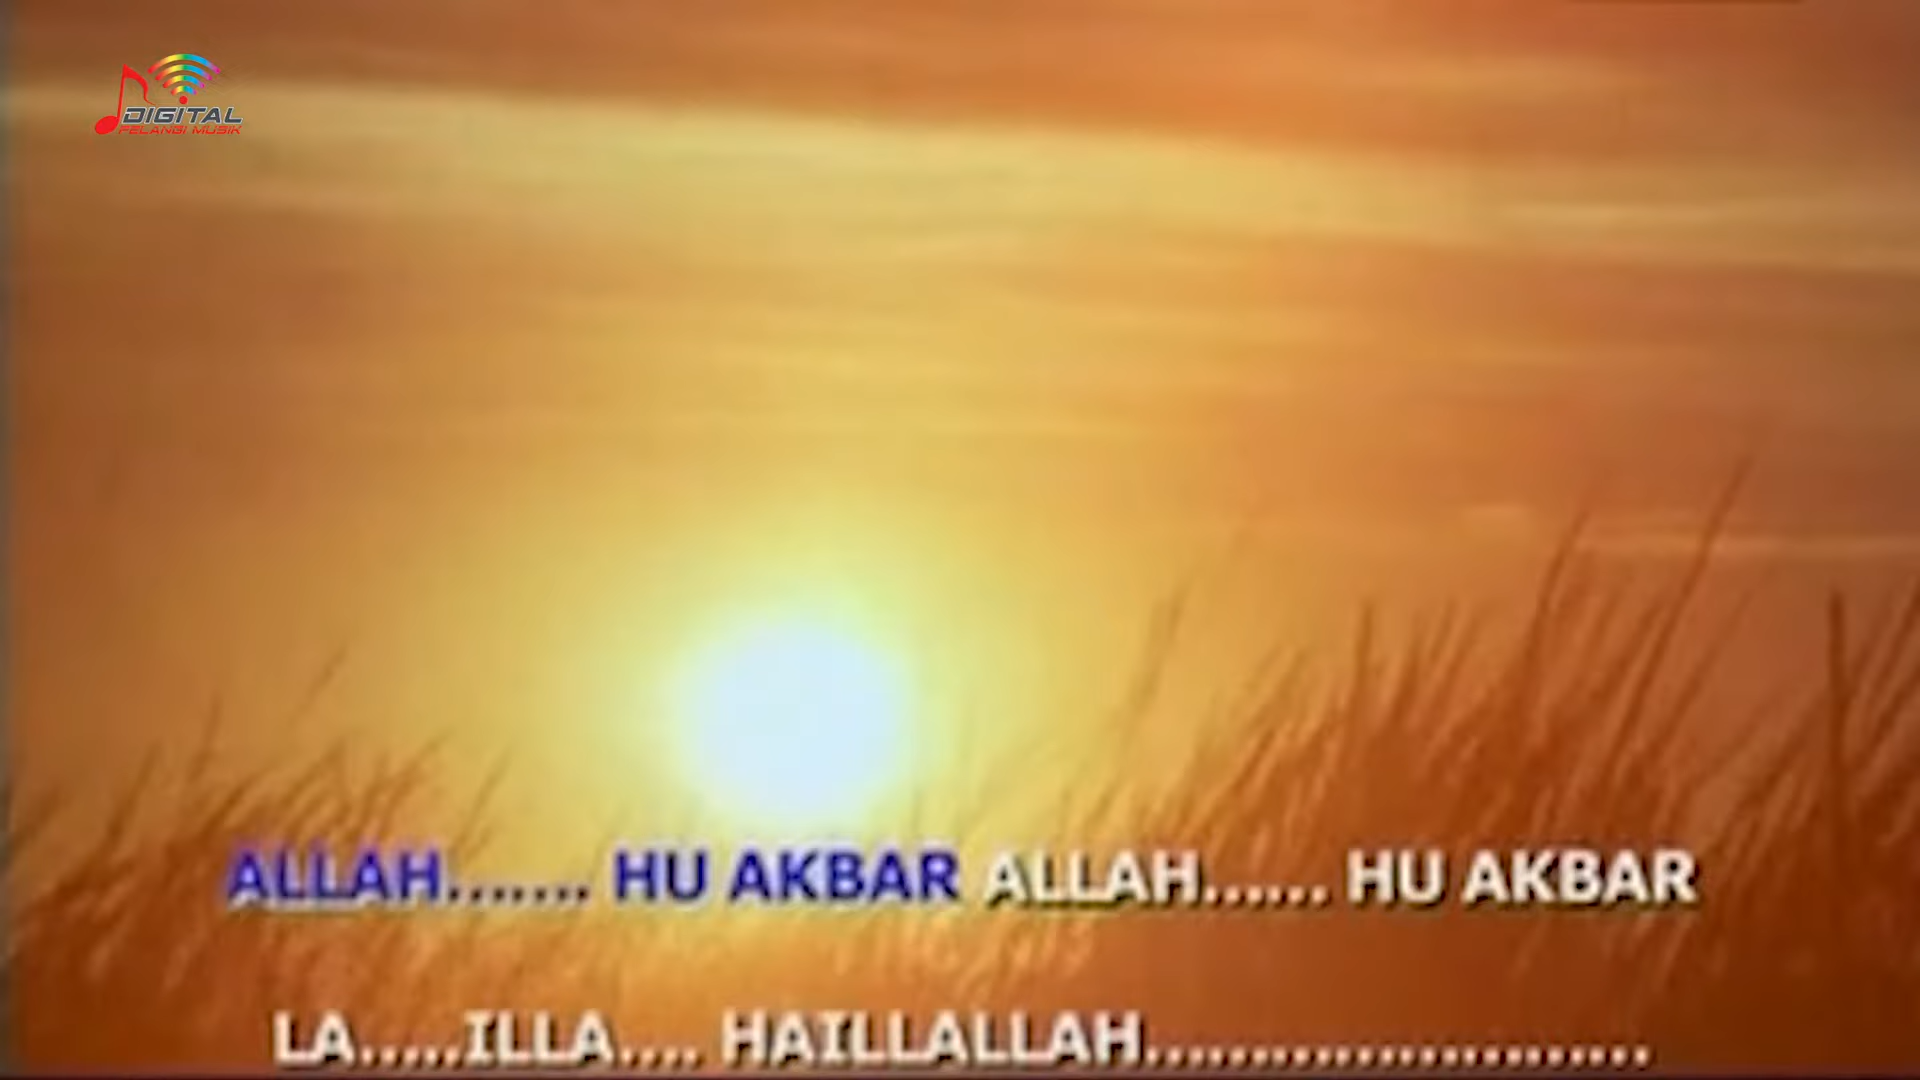 DIGITAL
PELANGI MUSIK
ALLAH....... HU AKBAR ALLAH...... HU AKBAR
LA.....ILLA.... HAILLALLAH........................